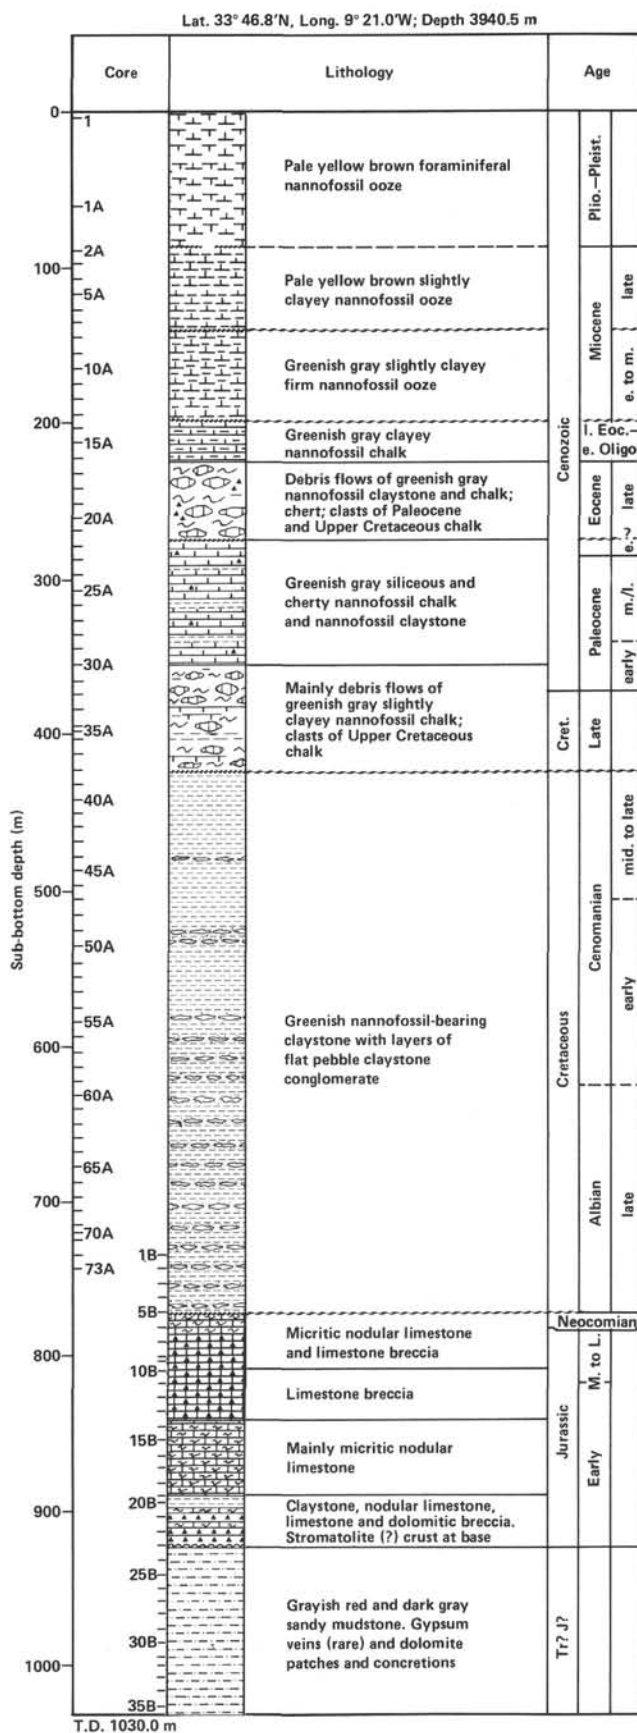 Lat. 33° 46.8'N, Long. 9° 21.0'W; Depth 3940.5 m
Core
Lithology
Age
Sub-bottom depth (m)
0
100
200
300
400
500
600
700
800
900
1000
1
1A
2A
5A
10A
15A
20A
25A
30A
35A
40A
45A
50A
55A
60A
65A
70A
73A
1B
5B
10B
15B
20B
25B
30B
35B
Pale yellow brown foraminiferal
nannofossil ooze
Pale yellow brown slightly
clayey nannofossil ooze
Greenish gray slightly clayey
firm nannofossil ooze
Greenish gray clayey
nannofossil chalk
Debris flows of greenish gray
nannofossil claystone and chalk;
chert; clasts of Paleocene
and Upper Cretaceous chalk
Greenish gray siliceous and
cherty nannofossil chalk
and nannofossil claystone
Mainly debris flows of
greenish gray slightly
clayey nannofossil chalk;
clasts of Upper Cretaceous
chalk
Greenish nannofossil-bearing
claystone with layers of
flat pebble claystone
conglomerate
Micritic nodular limestone
and limestone breccia
Limestone breccia
Mainly micritic nodular
limestone
Claystone, nodular limestone,
limestone and dolomitic breccia.
Stromatolite (?) crust at base
Grayish red and dark gray
sandy mudstone. Gypsum
veins (rare) and dolomite
patches and concretions
Cenozoic
Cret.
Cretaceous
Jurassic
Tr? J?
Plio.–Pleist.
Miocene
late
e. to m.
l. Eoc.–
e. Oligo
Eocene
late
?
e.
Paleocene
m./l.
early
Late
Cenomanian
mid. to late
early
Albian
late
Neocomian
M. to L.
Early
T.D. 1030.0 m